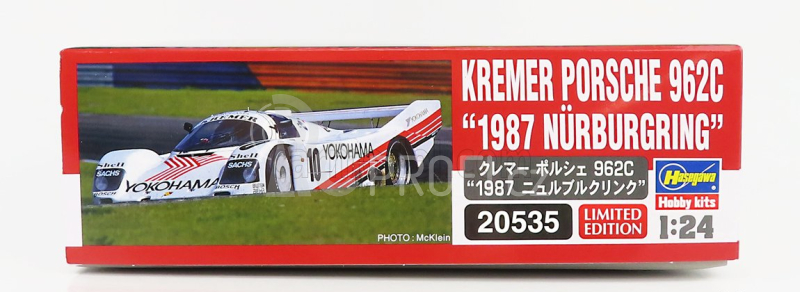 KREMER PORSCHE 962C
"1987 NÜRBURGRING"
クレマー ポルシェ 962C
"1987 ニュルブルクリンク"
20535
LIMITED
EDITION
Hasegawa
Hobby kits
1:24
KREMER
Shell
SACHS
YOKOHAMA
BOSCH
Shell
SACHS
BOSCH
10
YOKOHAMA
PHOTO : McKlein